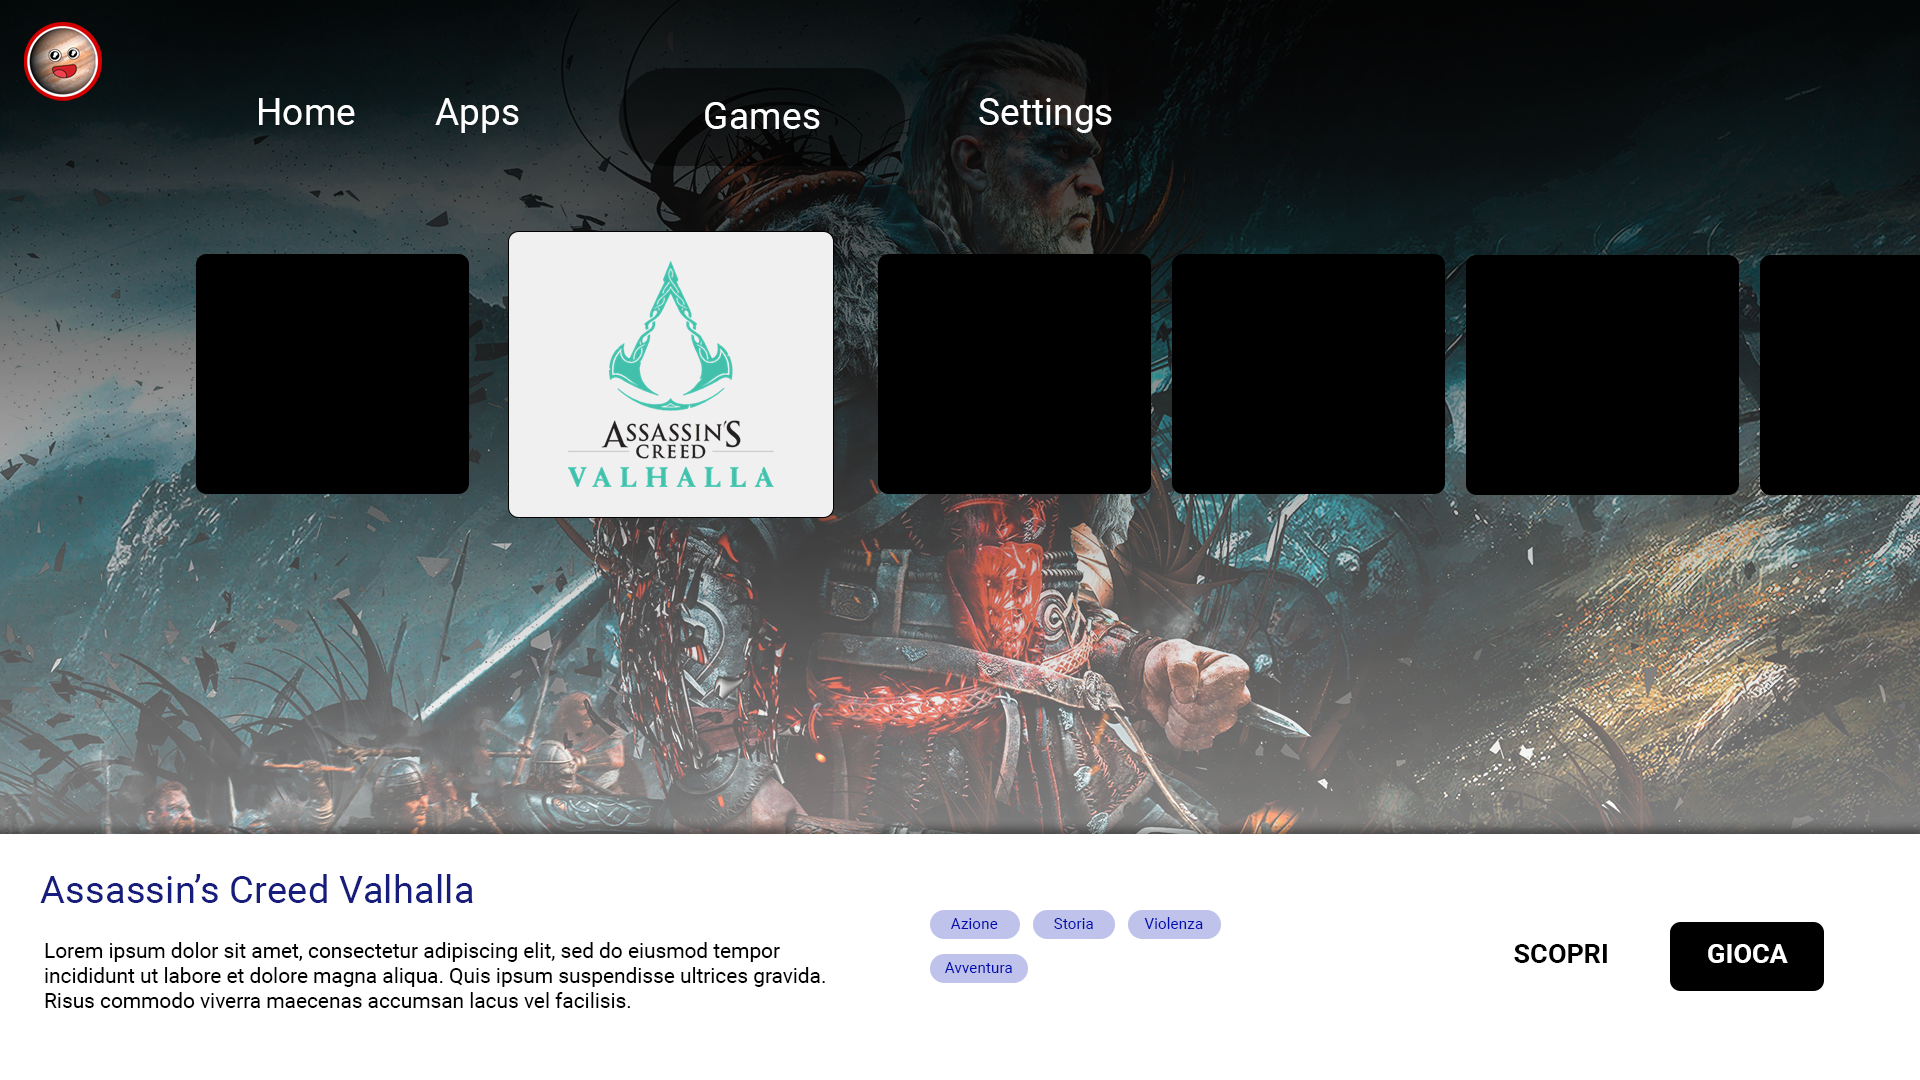 Home
Apps
Games
Settings
ASSASSIN'S
CREED
VALHALLA
Assassin’s Creed Valhalla
Lorem ipsum dolor sit amet, consectetur adipiscing elit, sed do eiusmod tempor
incididunt ut labore et dolore magna aliqua. Quis ipsum suspendisse ultrices gravida.
Risus commodo viverra maecenas accumsan lacus vel facilisis.
Azione
Storia
Violenza
Avventura
SCOPRI
GIOCA